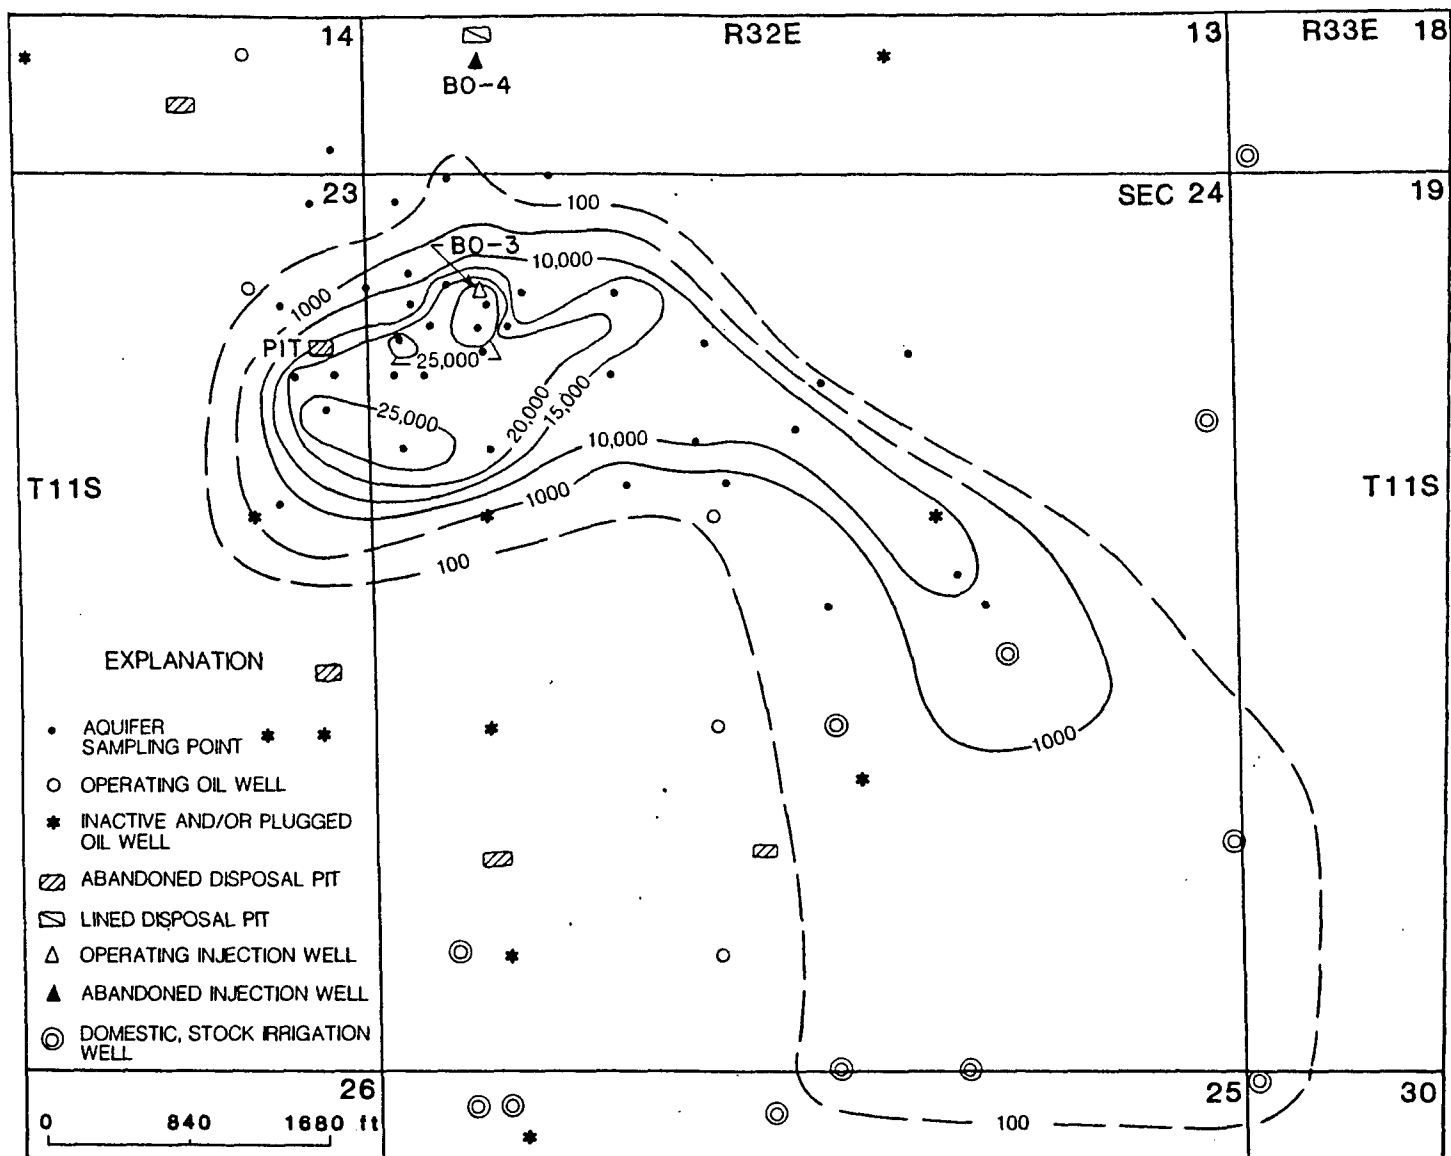 14 R32E 13 R33E 18
BO-4
23 SEC 24 19
100
BO-3
10,000
1000
PIT
25,000
25,000
20,000
15,000
10,000
T11S T11S
1000
100
EXPLANATION
AQUIFER
SAMPLING POINT
1000
OPERATING OIL WELL
INACTIVE AND/OR PLUGGED
OIL WELL
ABANDONED DISPOSAL PIT
LINED DISPOSAL PIT
OPERATING INJECTION WELL
ABANDONED INJECTION WELL
DOMESTIC, STOCK IRRIGATION
WELL
26 25 30
0 840 1680 ft
100